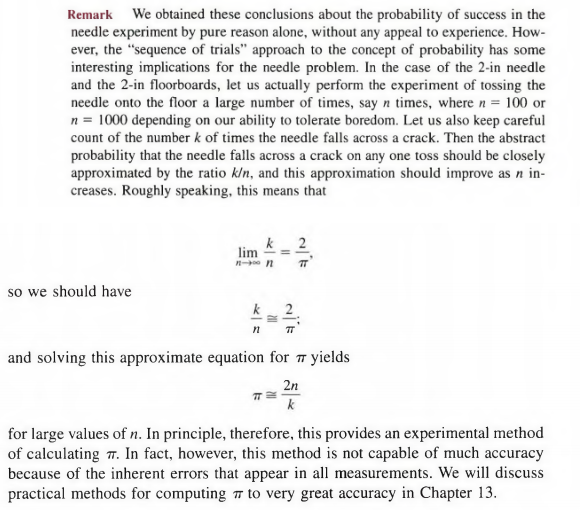 Remark We obtained these conclusions about the probability of success in the
needle experiment by pure reason alone, without any appeal to experience. How-
ever, the “sequence of trials” approach to the concept of probability has some
interesting implications for the needle problem. In the case of the 2-in needle
and the 2-in floorboards, let us actually perform the experiment of tossing the
needle onto the floor a large number of times, say n times, where n = 100 or
n = 1000 depending on our ability to tolerate boredom. Let us also keep careful
count of the number k of times the needle falls across a crack. Then the abstract
probability that the needle falls across a crack on any one toss should be closely
approximated by the ratio k/n, and this approximation should improve as n in-
creases. Roughly speaking, this means that
lim n→∞ k/n = 2/π,
so we should have
k/n ≅ 2/π;
and solving this approximate equation for π yields
π ≅ 2n/k
for large values of n. In principle, therefore, this provides an experimental method
of calculating π. In fact, however, this method is not capable of much accuracy
because of the inherent errors that appear in all measurements. We will discuss
practical methods for computing π to very great accuracy in Chapter 13.